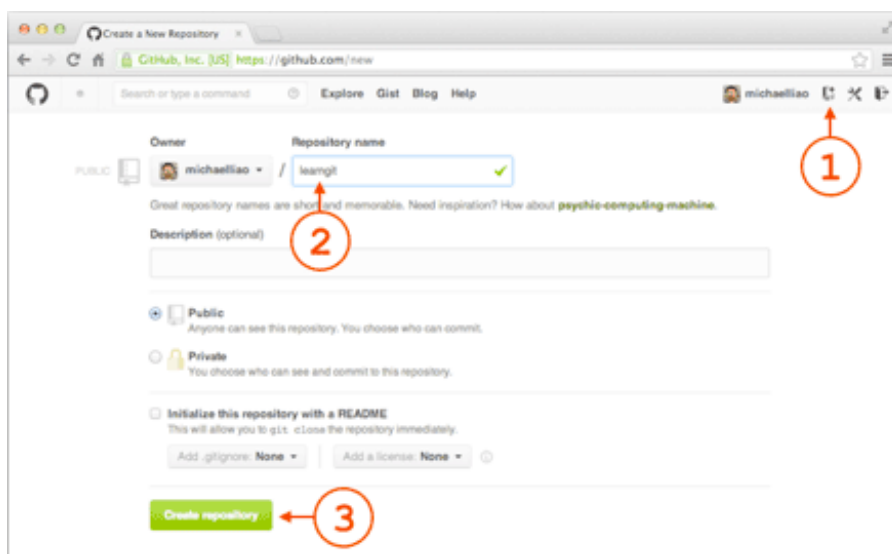 Create a New Repository
GitHub, Inc. [US] https://github.com/new
Search or type a command Explore Gist Blog Help michaelliao
1
Owner Repository name
PUBLIC michaelliao / learngit
Great repository names are short and memorable. Need inspiration? How about psychic-computing-machine.
2
Description (optional)
Public
Anyone can see this repository. You choose who can commit.
Private
You choose who can see and commit to this repository.
Initialize this repository with a README
This will allow you to git clone the repository immediately.
Add .gitignore: None Add a license: None
Create repository 3